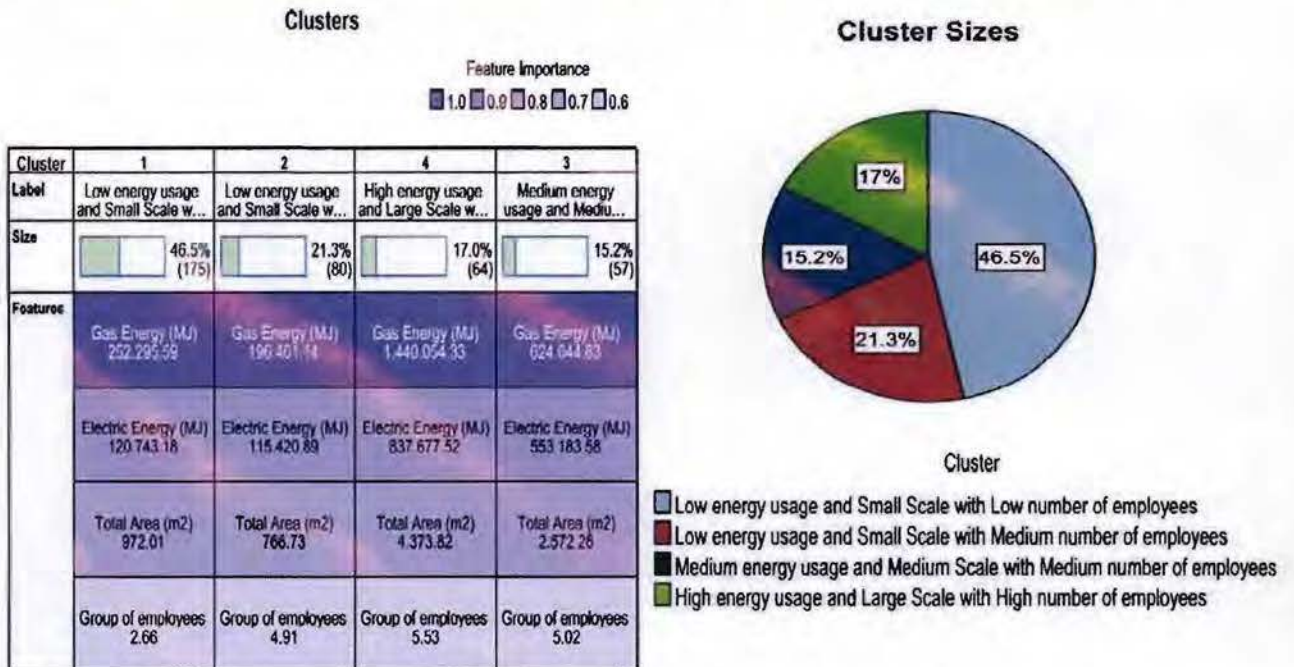 Clusters
Feature Importance
1.0 0.9 0.8 0.7 0.6
Cluster 1 2 4 3
Label Low energy usage and Small Scale w... Low energy usage and Small Scale w... High energy usage and Large Scale w... Medium energy usage and Mediu...
Size 46.5% (175) 21.3% (80) 17.0% (64) 15.2% (57)
Features
Gas Energy (MJ) Gas Energy (MJ) Gas Energy (MJ) Gas Energy (MJ)
252.295.59 1.440.054.33 624.044.83
Electric Energy (MJ) Electric Energy (MJ) Electric Energy (MJ) Electric Energy (MJ)
120.743.18 115.420.89 837.677.52 553.183.58
Total Area (m2) Total Area (m2) Total Area (m2) Total Area (m2)
972.01 766.73 4.373.82 2.572.26
Group of employees Group of employees Group of employees Group of employees
2.66 4.91 5.53 5.02
Cluster Sizes
17%
15.2%
46.5%
21.3%
Cluster
Low energy usage and Small Scale with Low number of employees
Low energy usage and Small Scale with Medium number of employees
Medium energy usage and Medium Scale with Medium number of employees
High energy usage and Large Scale with High number of employees